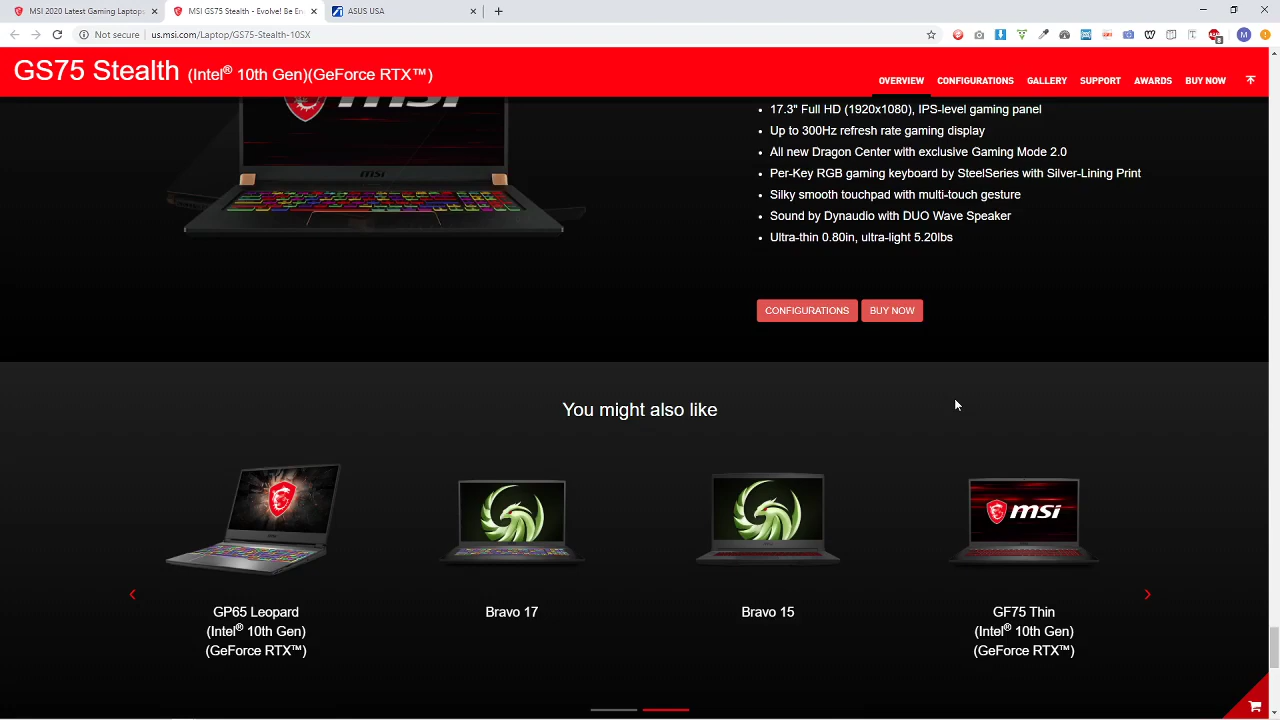 MSI 2020 Latest Gaming Laptops
MSI GS75 Stealth - Evolve! Be En
ASUS USA
Not secure | us.msi.com/Laptop/GS75-Stealth-10SX
GS75 Stealth (Intel® 10th Gen)(GeForce RTX™)
OVERVIEW CONFIGURATIONS GALLERY SUPPORT AWARDS BUY NOW
msi
msi
• 17.3" Full HD (1920x1080), IPS-level gaming panel
• Up to 300Hz refresh rate gaming display
• All new Dragon Center with exclusive Gaming Mode 2.0
• Per-Key RGB gaming keyboard by SteelSeries with Silver-Lining Print
• Silky smooth touchpad with multi-touch gesture
• Sound by Dynaudio with DUO Wave Speaker
• Ultra-thin 0.80in, ultra-light 5.20lbs
CONFIGURATIONS BUY NOW
You might also like
msi
GP65 Leopard
(Intel® 10th Gen)
(GeForce RTX™)
Bravo 17
Bravo 15
GF75 Thin
(Intel® 10th Gen)
(GeForce RTX™)